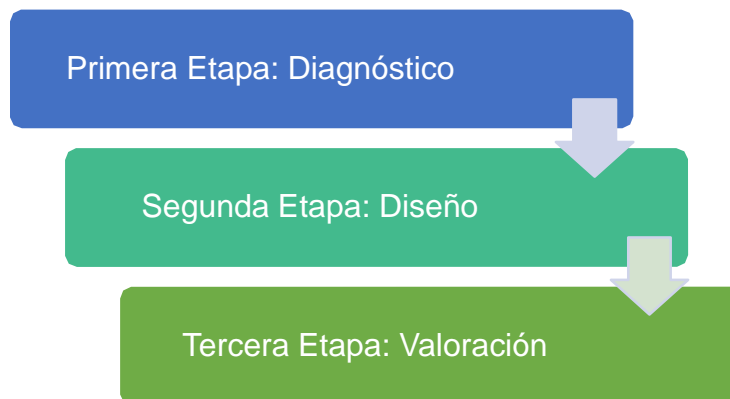 Primera Etapa: Diagnóstico
Segunda Etapa: Diseño
Tercera Etapa: Valoración